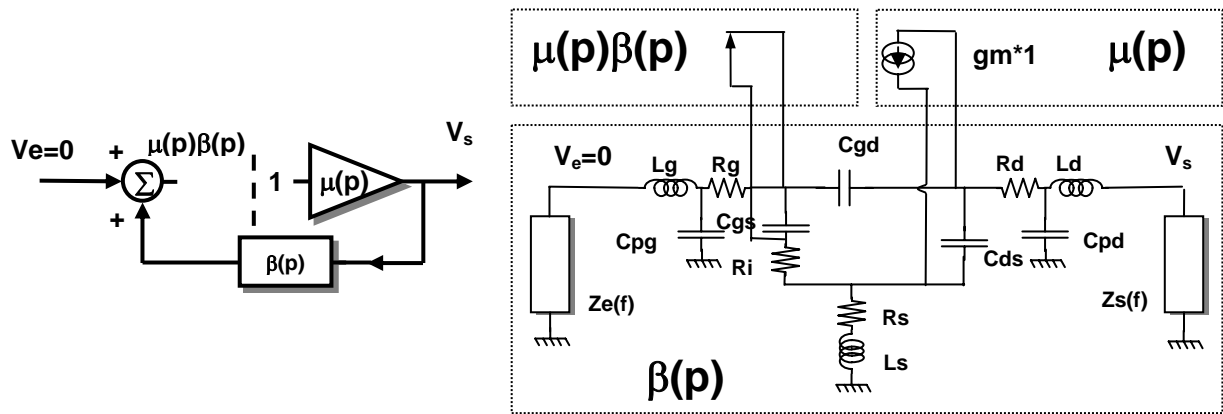 Ve=0
+
μ(p)β(p)
Σ
+
1
μ(p)
Vs
β(p)
μ(p)β(p)
gm*1
μ(p)
Ve=0
Lg
Rg
Cgd
Rd
Ld
Vs
Cpg
Cgs
Ri
Cds
Cpd
Ze(f)
Rs
Ls
Zs(f)
β(p)